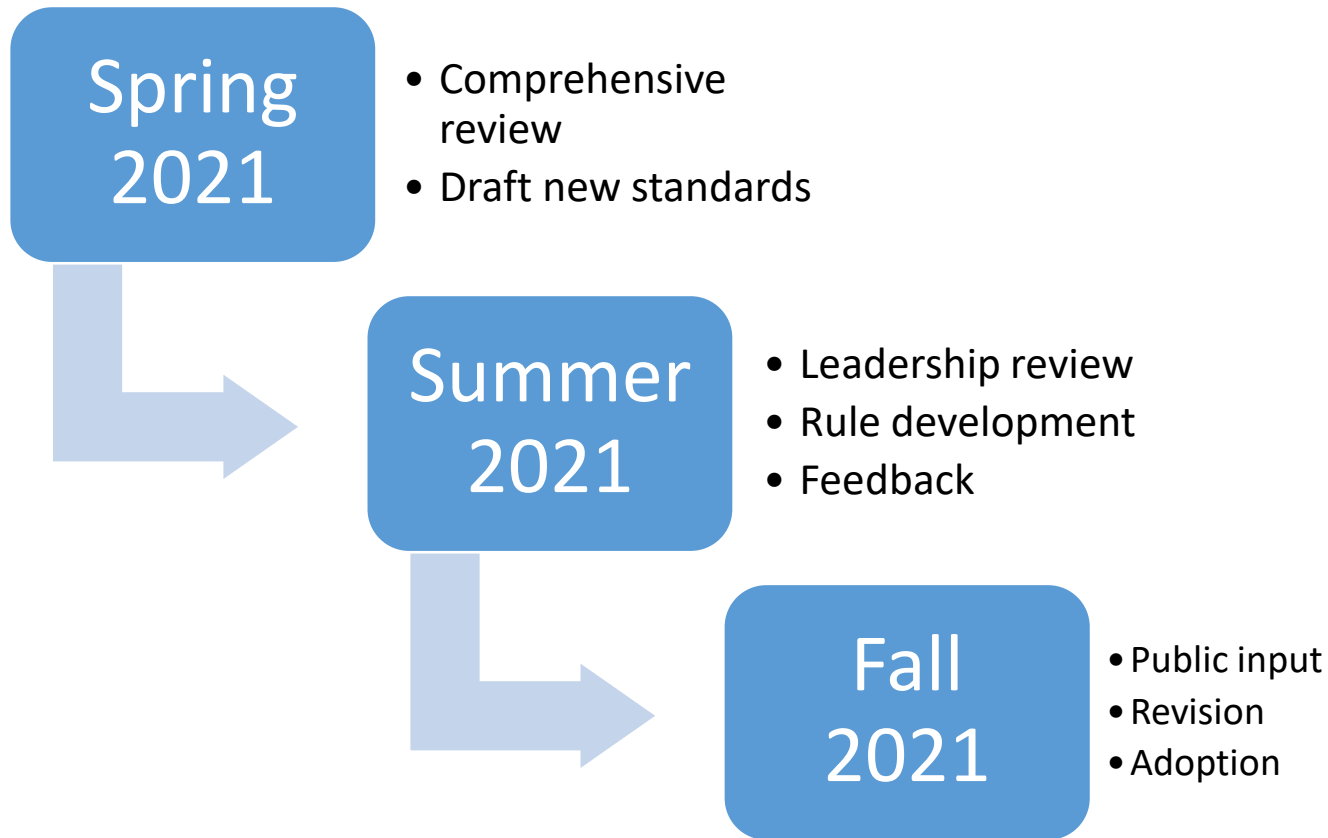 Spring
2021
• Comprehensive
review
• Draft new standards
Summer
2021
• Leadership review
• Rule development
• Feedback
Fall
2021
• Public input
• Revision
• Adoption